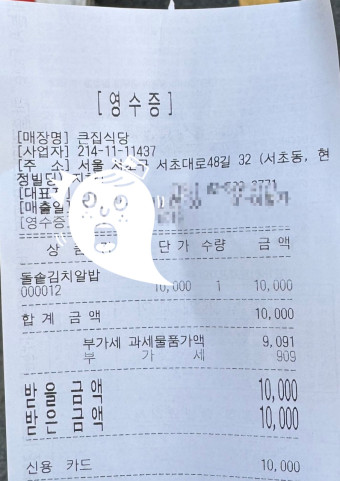 [영수증]
[매장명] 큰집식당
[사업자] 214-11-11437
[주 소] 서울 서초구 서초대로48길 32 (서초동, 현
정빌딩)
[대표
[매출일
[영수증
상 품 단 가 수량 금 액
돌솥김치알밥
000012 10,000 1 10,000
합 계 금 액 10,000
부가세 과세물품가액 9,091
부 가 세 909
받을금액 10,000
받은금액 10,000
신용 카드 10,000